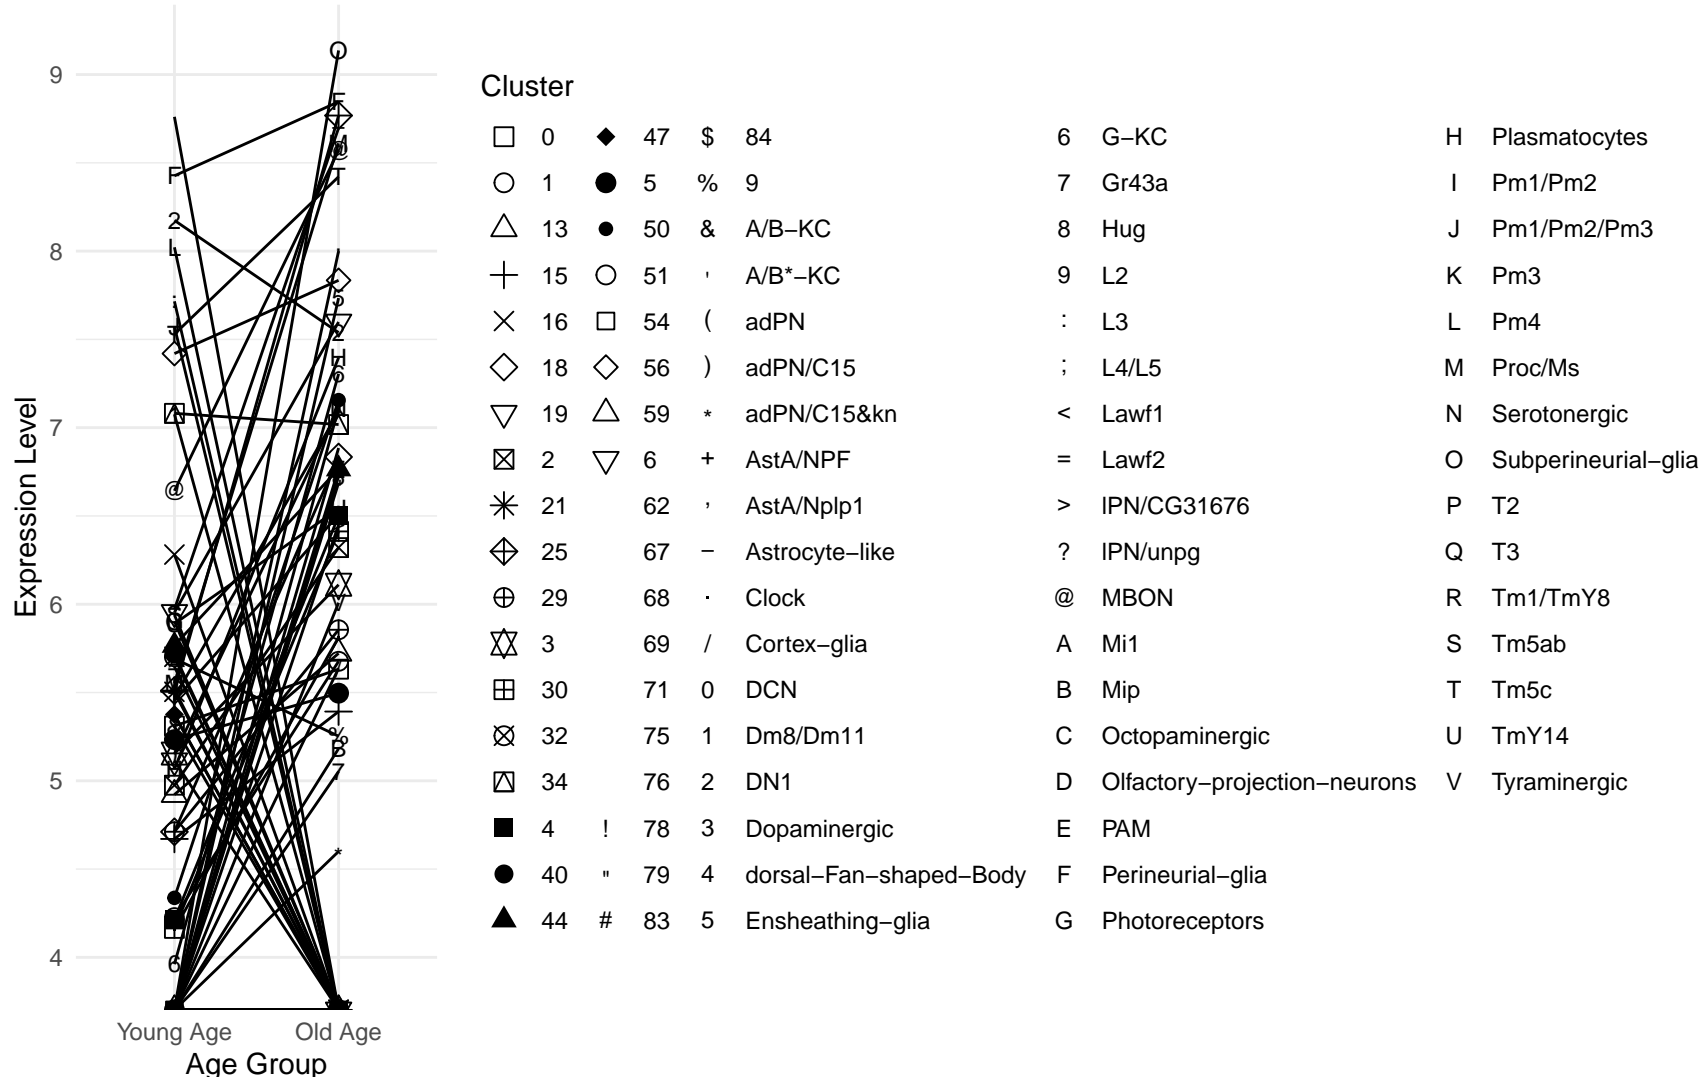 Cluster
□ 0 ◆ 47 $ 84 6 G−KC H Plasmatocytes
○ 1 ● 5 % 9 7 Gr43a I Pm1/Pm2
△ 13 ● 50 & A/B−KC 8 Hug J Pm1/Pm2/Pm3
+ 15 ○ 51 ' A/B*−KC 9 L2 K Pm3
× 16 □ 54 ( adPN : L3 L Pm4
◇ 18 ◇ 56 ) adPN/C15 ; L4/L5 M Proc/Ms
▽ 19 △ 59 * adPN/C15&kn < Lawf1 N Serotonergic
⊠ 2 ▽ 6 + AstA/NPF = Lawf2 O Subperineurial−glia
21 62 , AstA/Nplp1 > lPN/CG31676 P T2
25 67 − Astrocyte−like ? lPN/unpg Q T3
29 68 . Clock @ MBON R Tm1/TmY8
3 69 / Cortex−glia A Mi1 S Tm5ab
30 71 0 DCN B Mip T Tm5c
32 75 1 Dm8/Dm11 C Octopaminergic U TmY14
34 76 2 DN1 D Olfactory−projection−neurons V Tyraminergic
4 ! 78 3 Dopaminergic E PAM
40 " 79 4 dorsal−Fan−shaped−Body F Perineurial−glia
44 # 83 5 Ensheathing−glia G Photoreceptors
Expression Level
9
8
7
6
5
4
Young Age Old Age
Age Group